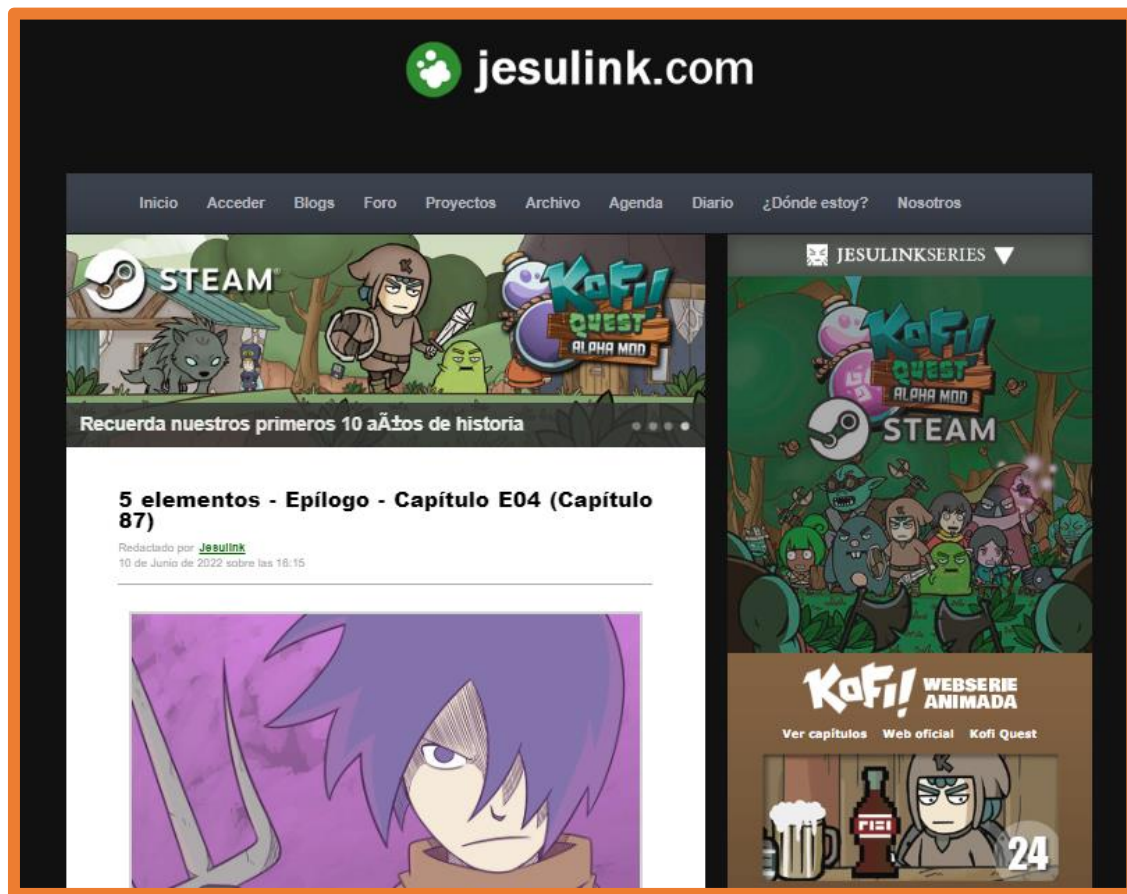 jesulink.com
Inicio Acceder Blogs Foro Proyectos Archivo Agenda Diario ¿Dónde estoy? Nosotros
STEAM®
KOFI!
QUEST
ALPHA MOD
Recuerda nuestros primeros 10 aÃ±os de historia
5 elementos - Epílogo - Capítulo E04 (Capítulo
87)
Redactado por Jesulink
10 de Junio de 2022 sobre las 16:15
JESULINKSERIES
KOFI!
QUEST
ALPHA MOD
STEAM
KOFI! WEBSERIE
ANIMADA
Ver capítulos Web oficial Kofi Quest
24